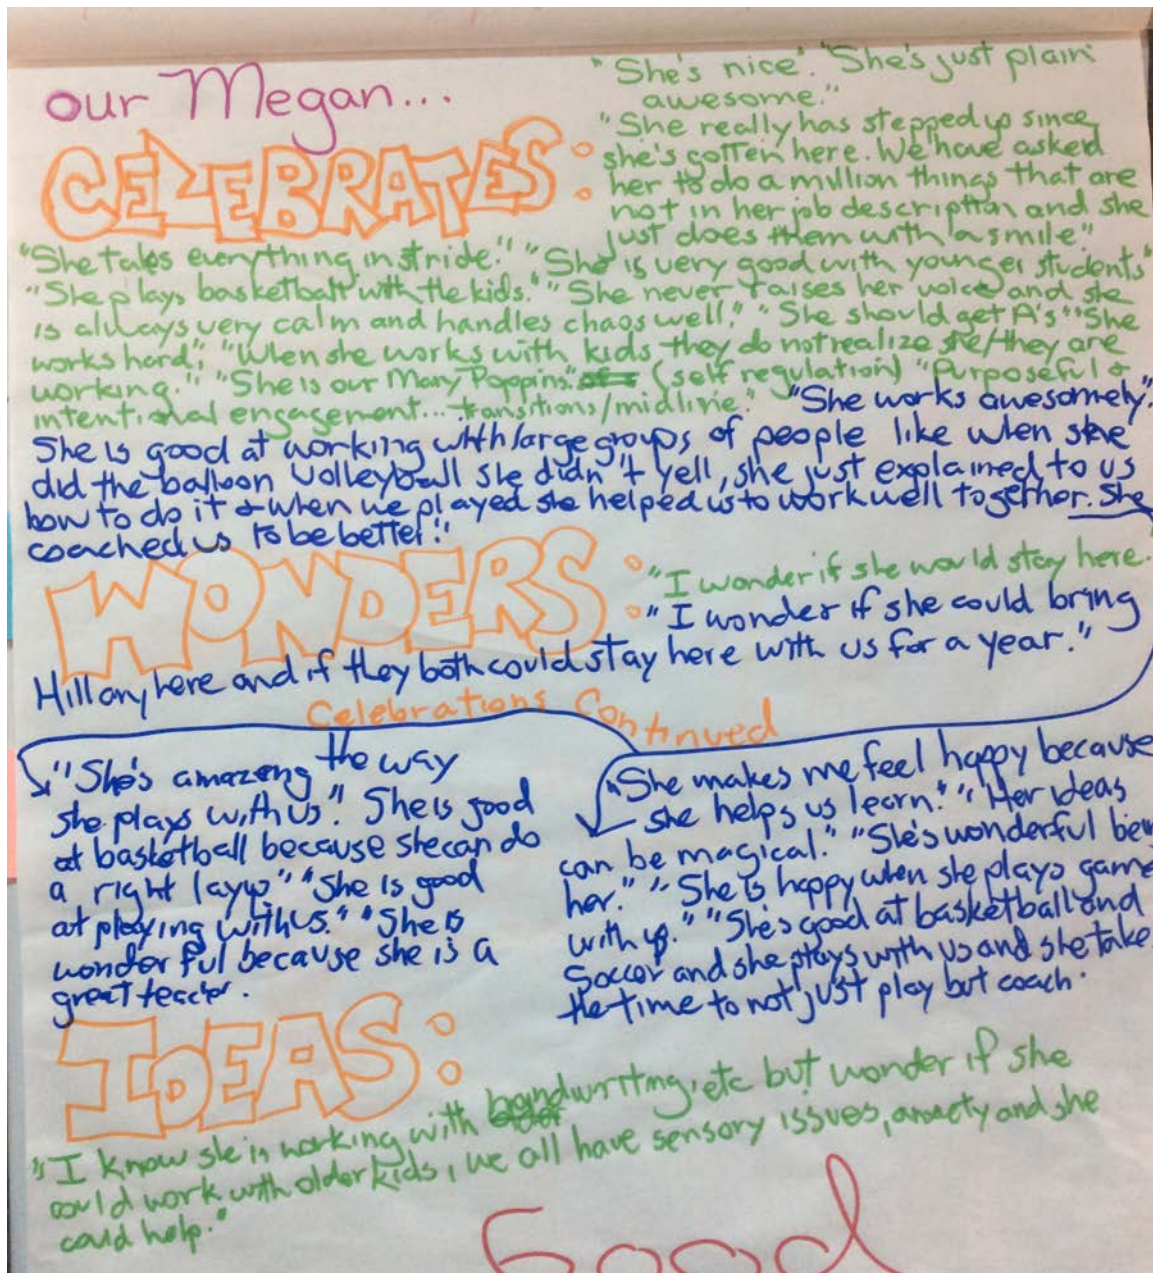 our Megan...
CELEBRATES:
"She's nice". "She's just plain
awesome."
"She really has stepped up since
she's gotten here. We have asked
her to do a million things that are
not in her job description and she
just does them with a smile."
"She takes everything in stride." "She is very good with younger students"
"She plays basketball with the kids." "She never raises her voice and she
is always very calm and handles chaos well." "She should get A's" "She
works hard", "When she works with kids, they do not realize she/they are
working." "She is our Mary Poppins." (self regulation) "Purposeful &
intentional engagement... transitions/midline." "She works awesomely".
She is good at working with large groups of people like when she
did the balloon volleyball she didn't yell, she just explained to us
how to do it & when we played she helped us to work well together. She
coached us to be better."
WONDERS:
"I wonder if she would stay here."
"I wonder if she could bring
Hillary here and if they both could stay here with us for a year."
Celebrations Continued
"She's amazeng the way
she plays with us". She is good
at basketball because she can do
a right layup" "She is good
at playing with us." "She is
wonderful because she is a
great teacher.
"She makes me feel happy because
she helps us learn." "Her ideas
can be magical." "She's wonderful bein
her." "She is happy when she plays game
with us." "She's good at basketball and
Soccer and she plays with us and she take
the time to not just play but coach.
IDEAS:
"I know she is working with handwriting, etc but wonder if she
could work with older kids, we all have sensory issues, anxiety and she
could help."
Good